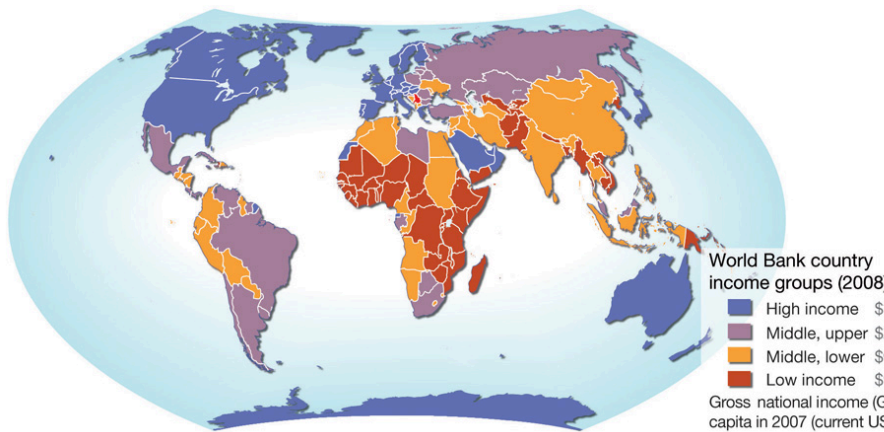 World Bank country
income groups (2008)
High income $
Middle, upper $
Middle, lower $
Low income $
Gross national income (G
capita in 2007 (current US